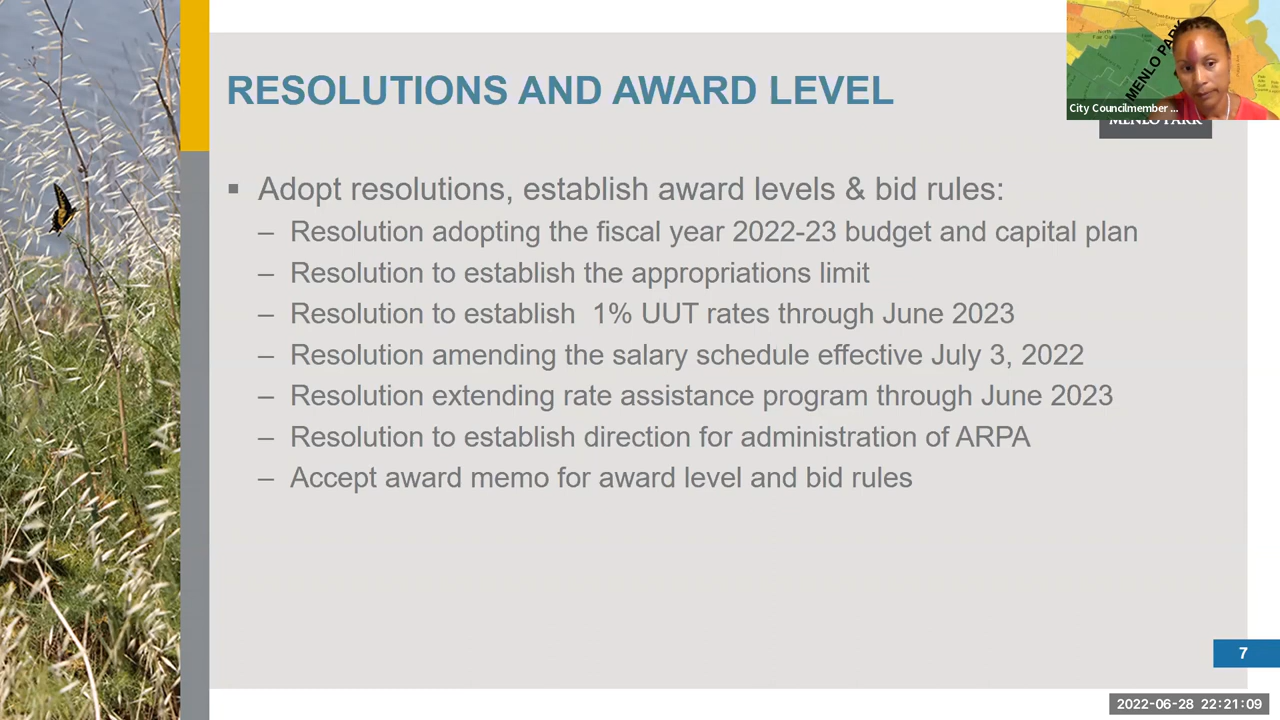 RESOLUTIONS AND AWARD LEVEL
MENLO PARK
City Councilmember ...
MENLO PARK
▪ Adopt resolutions, establish award levels & bid rules:
– Resolution adopting the fiscal year 2022-23 budget and capital plan
– Resolution to establish the appropriations limit
– Resolution to establish  1% UUT rates through June 2023
– Resolution amending the salary schedule effective July 3, 2022
– Resolution extending rate assistance program through June 2023
– Resolution to establish direction for administration of ARPA
– Accept award memo for award level and bid rules
7
2022-06-28 22:21:09